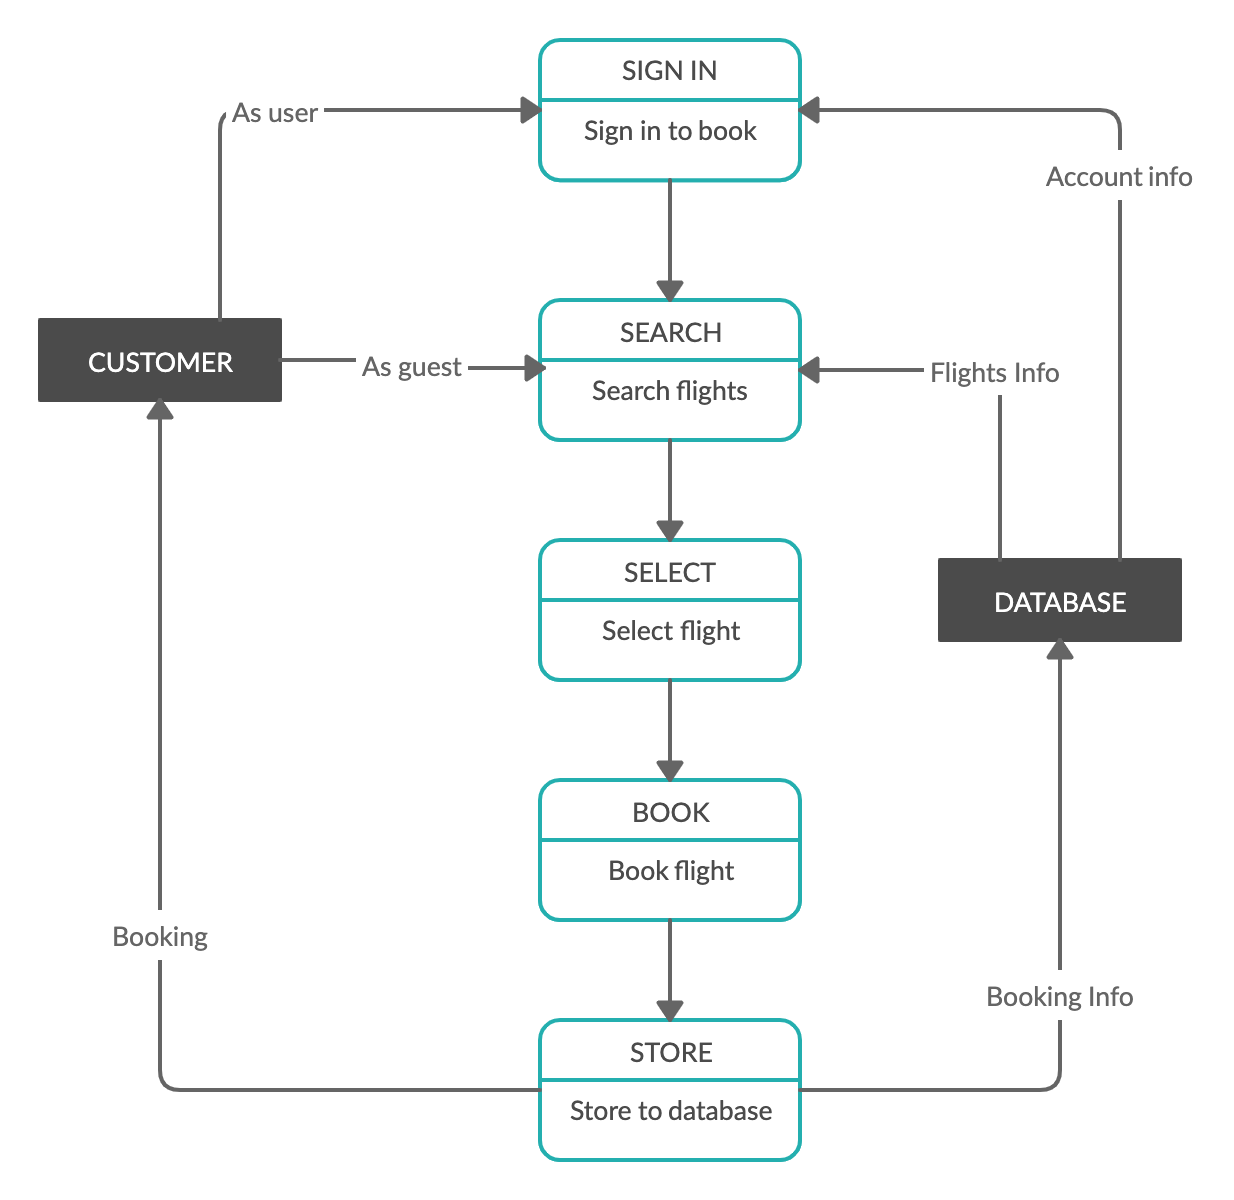 SIGN IN
As user
Sign in to book
Account info
SEARCH
CUSTOMER
As guest
Flights Info
Search flights
SELECT
DATABASE
Select flight
BOOK
Book flight
Booking
Booking Info
STORE
Store to database